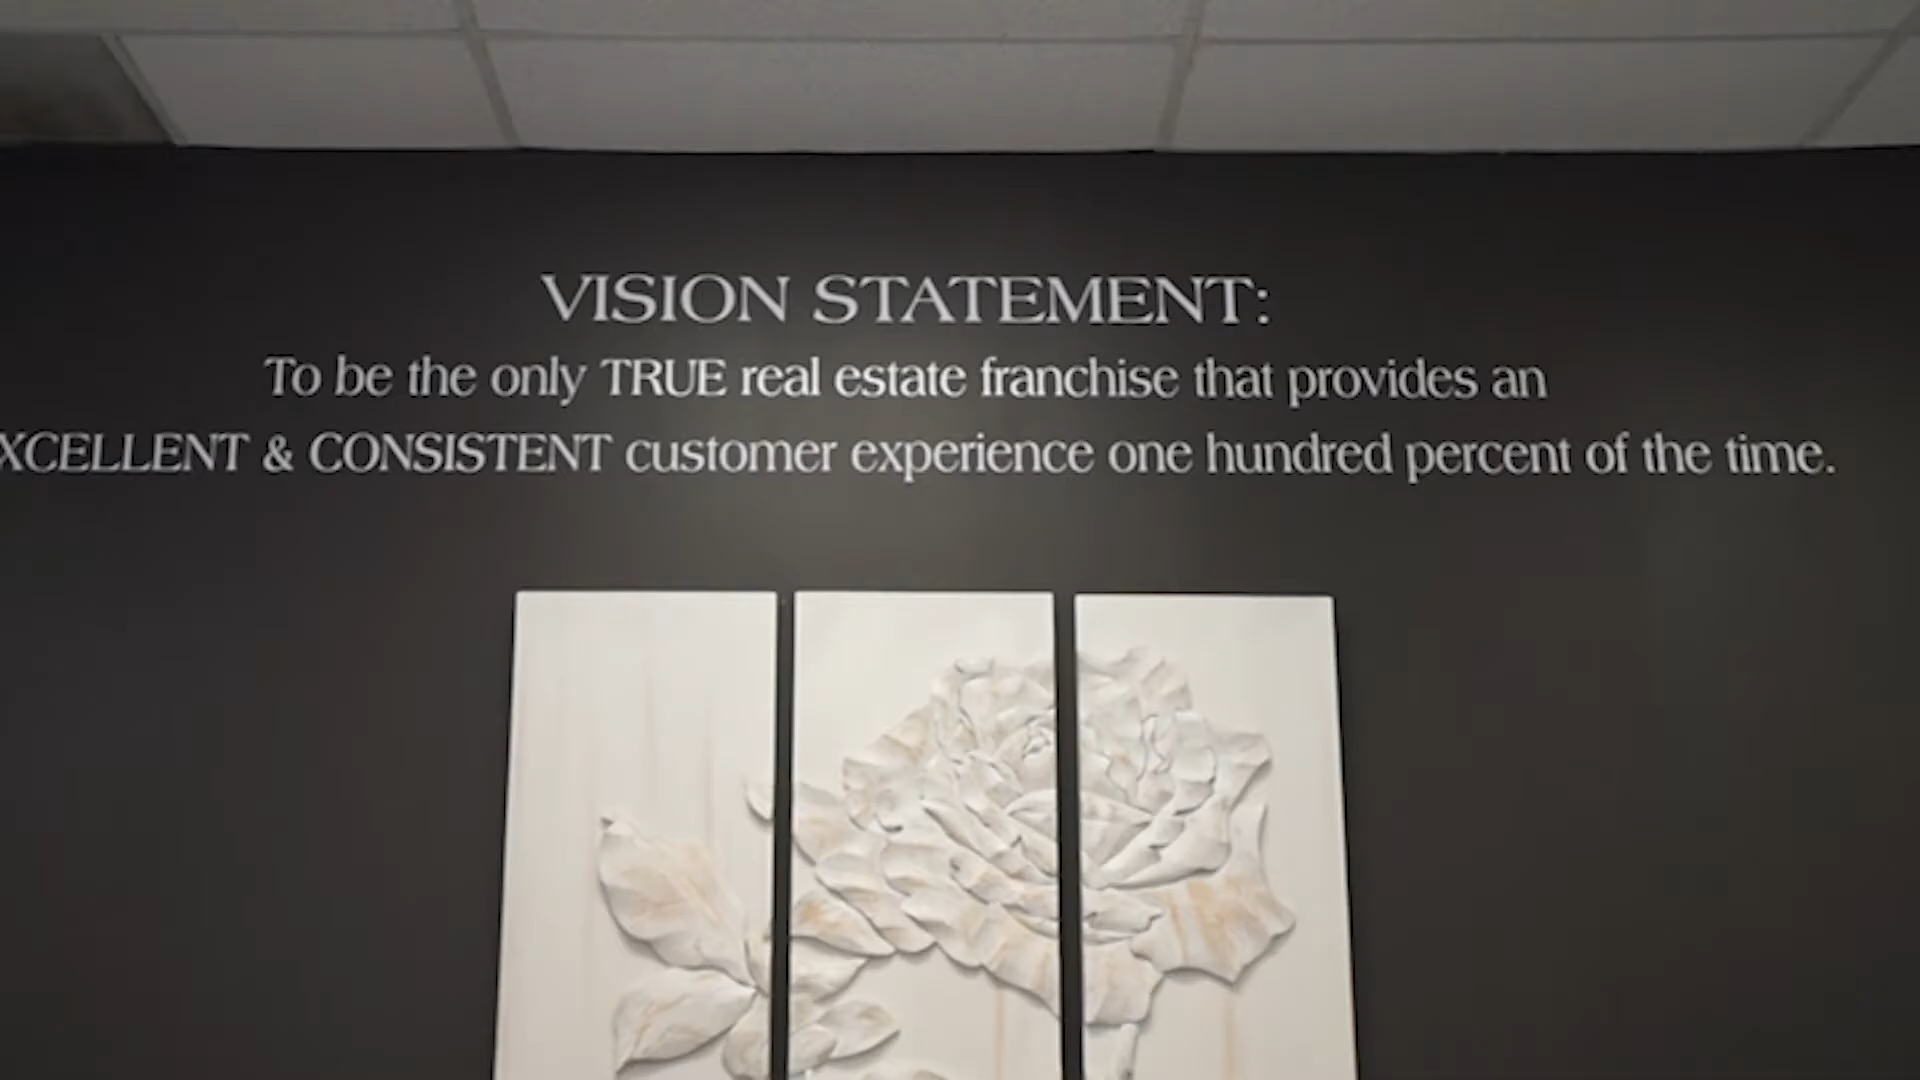 VISION STATEMENT:
To be the only TRUE real estate franchise that provides an
XCELLENT & CONSISTENT customer experience one hundred percent of the time.